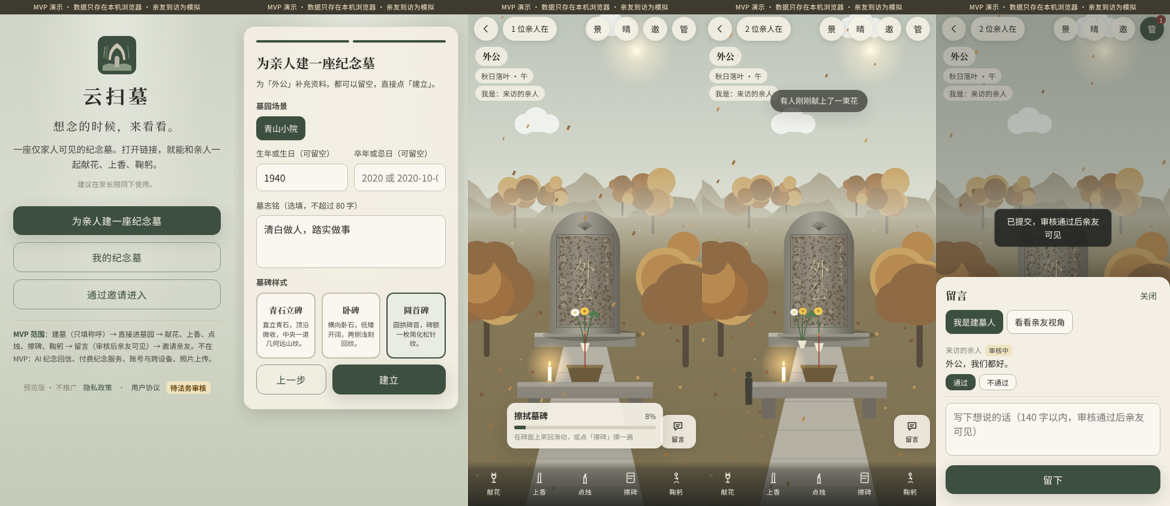 MVP 演示 • 数据只存在本机浏览器 • 亲友到访为模拟
云扫墓
想念的时候，来看看。
一座仅家人可见的纪念墓。打开链接，就能和亲人一
起献花、上香、鞠躬。
建议在家长陪同下使用。
为亲人建一座纪念墓
我的纪念墓
通过邀请进入
MVP 范围：建墓（只填称呼）→ 直接进墓园 → 献花、上香、点
烛、擦碑、鞠躬 → 留言（审核后亲友可见）→ 邀请亲友。不在
MVP：AI 纪念回信、付费纪念服务、账号与跨设备、照片上传。
预览版 • 不推广 隐私政策 · 用户协议 待法务审核
MVP 演示 • 数据只存在本机浏览器 • 亲友到访为模拟
为亲人建一座纪念墓
为「外公」补充资料。都可以留空，直接点「建立」。
墓园场景
青山小院
生年或生日（可留空） 卒年或忌日（可留空）
1940 2020 或 2020-10-(
墓志铭（选填，不超过 80 字）
清白做人，踏实做事
墓碑样式
青石立碑
直立青石，顶沿
微收，中央一道
几何远山纹。
卧碑
横向卧石，低矮
开阔，两侧浅刻
回纹。
圆首碑
圆拱碑首，碑额
一枚简化松针
纹。
上一步 建立
MVP 演示 • 数据只存在本机浏览器 • 亲友到访为模拟
1 位亲人在 景 晴 邀 管
外公
秋日落叶 • 午
我是：来访的亲人
外
公
擦拭墓碑 8%
在碑面上来回滑动，或点「擦碑」擦一遍
留言
献花 上香 点烛 擦碑 鞠躬
MVP 演示 • 数据只存在本机浏览器 • 亲友到访为模拟
2 位亲人在 景 晴 邀 管
外公
秋日落叶 • 午
我是：来访的亲人
有人刚刚献上了一束花
外
公
留言
献花 上香 点烛 擦碑 鞠躬
MVP 演示 • 数据只存在本机浏览器 • 亲友到访为模拟
2 位亲人在 景 晴 邀 管 1
外公
秋日落叶 • 午
我是：来访的亲人
已提交，审核通过后亲友
可见
留言 关闭
我是建墓人 看看亲友视角
来访的亲人 审核中
外公，我们都好。
通过 不通过
写下想说的话（140 字以内，审核通过后亲友
可见）
留下